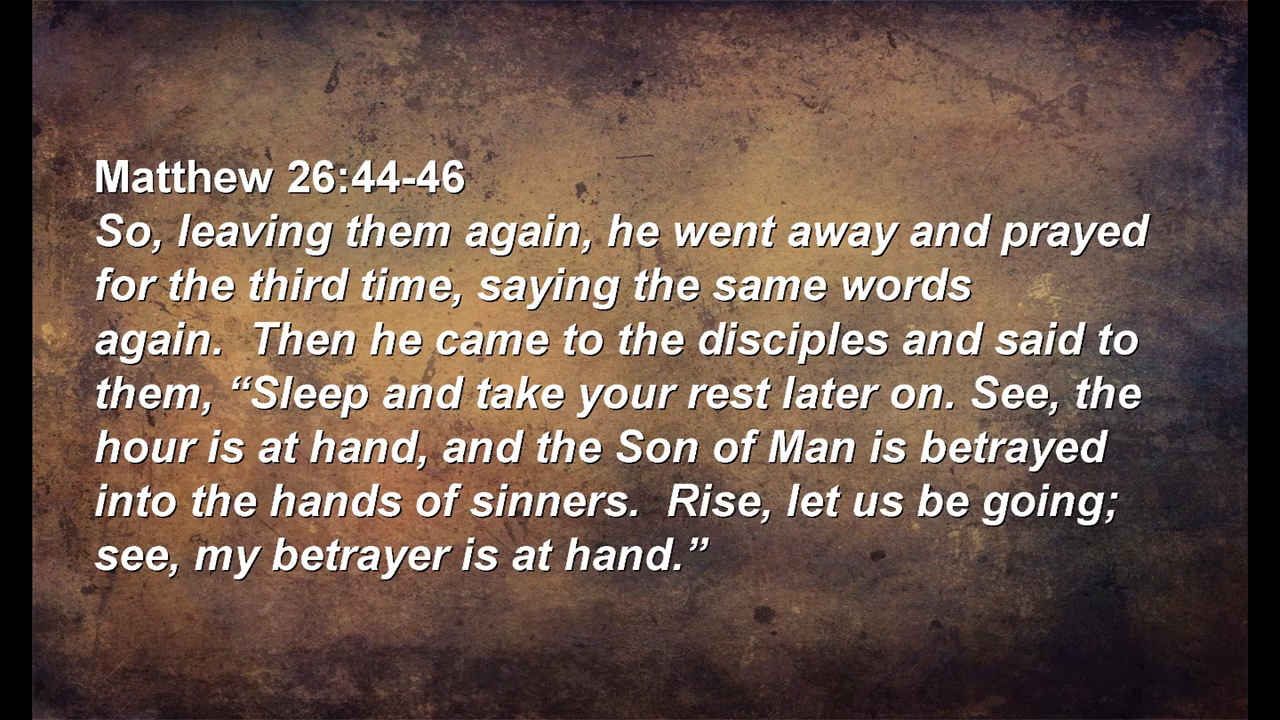 Matthew 26:44-46
So, leaving them again, he went away and prayed
for the third time, saying the same words
again.  Then he came to the disciples and said to
them, “Sleep and take your rest later on. See, the
hour is at hand, and the Son of Man is betrayed
into the hands of sinners.  Rise, let us be going;
see, my betrayer is at hand.”